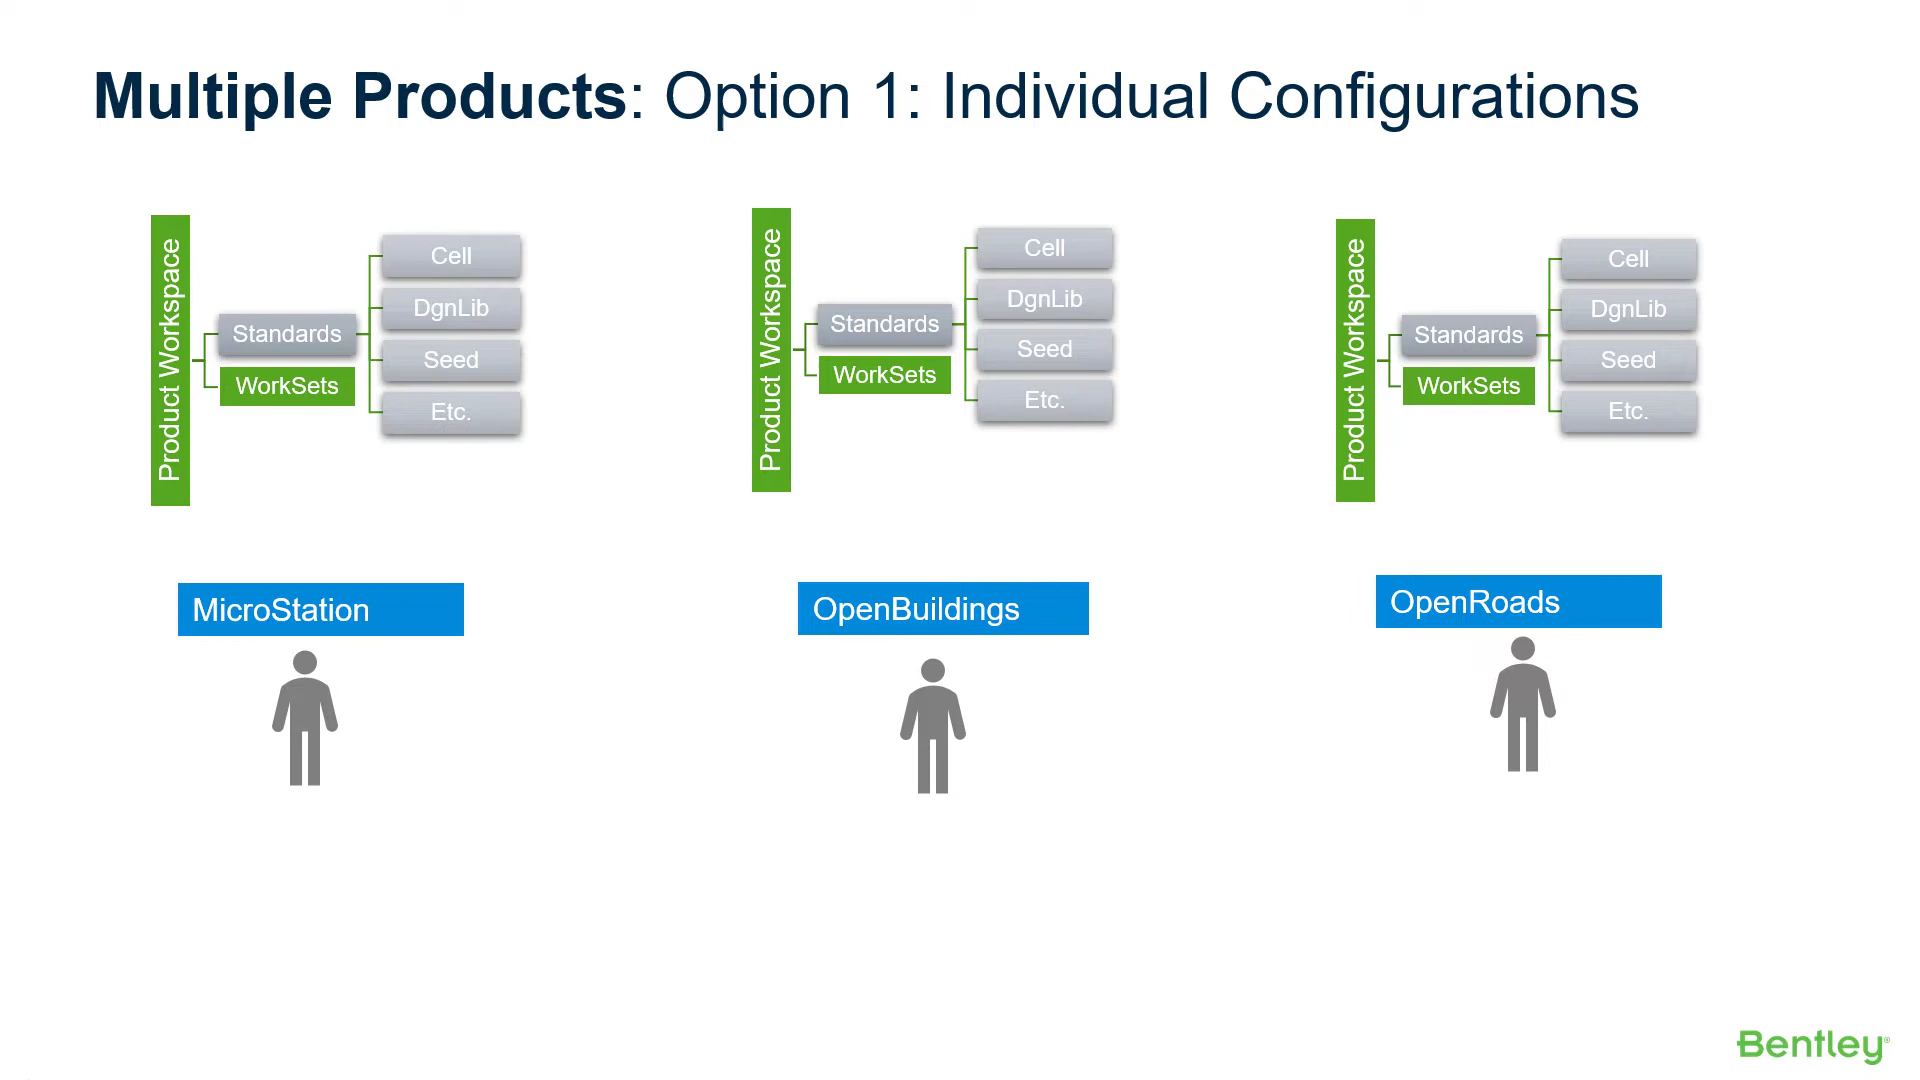 Multiple Products: Option 1: Individual Configurations
Product Workspace
Standards
WorkSets
Cell
DgnLib
Seed
Etc.
MicroStation
Product Workspace
Standards
WorkSets
Cell
DgnLib
Seed
Etc.
OpenBuildings
Product Workspace
Standards
WorkSets
Cell
DgnLib
Seed
Etc.
OpenRoads
Bentley®